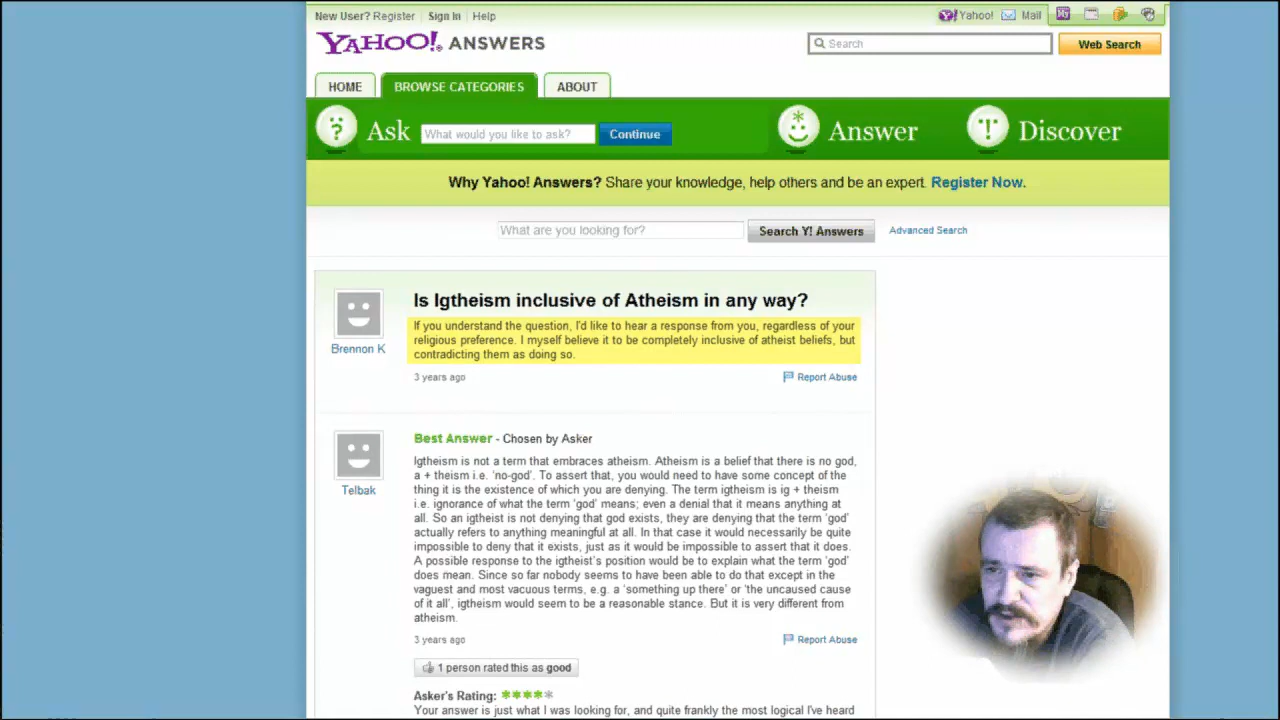 New User? Register Sign In Help
Yahoo! Mail
YAHOO! ANSWERS
Search
Web Search
HOME
BROWSE CATEGORIES
ABOUT
Ask
What would you like to ask?
Continue
Answer
Discover
Why Yahoo! Answers? Share your knowledge, help others and be an expert. Register Now.
What are you looking for?
Search Y! Answers
Advanced Search
Is Igtheism inclusive of Atheism in any way?
If you understand the question, I'd like to hear a response from you, regardless of your
religious preference. I myself believe it to be completely inclusive of atheist beliefs, but
contradicting them as doing so.
Brennon K
3 years ago
Report Abuse
Best Answer - Chosen by Asker
Igtheism is not a term that embraces atheism. Atheism is a belief that there is no god,
a + theism i.e. 'no-god'. To assert that, you would need to have some concept of the
thing it is the existence of which you are denying. The term igtheism is ig + theism
i.e. ignorance of what the term 'god' means; even a denial that it means anything at
all. So an igtheist is not denying that god exists, they are denying that the term 'god'
actually refers to anything meaningful at all. In that case it would necessarily be quite
impossible to deny that it exists, just as it would be impossible to assert that it does.
A possible response to the igtheist's position would be to explain what the term 'god'
does mean. Since so far nobody seems to have been able to do that except in the
vaguest and most vacuous terms, e.g. a 'something up there' or 'the uncaused cause
of it all', igtheism would seem to be a reasonable stance. But it is very different from
atheism.
Telbak
3 years ago
Report Abuse
1 person rated this as good
Asker's Rating:
Your answer is just what I was looking for, and quite frankly the most logical I've heard